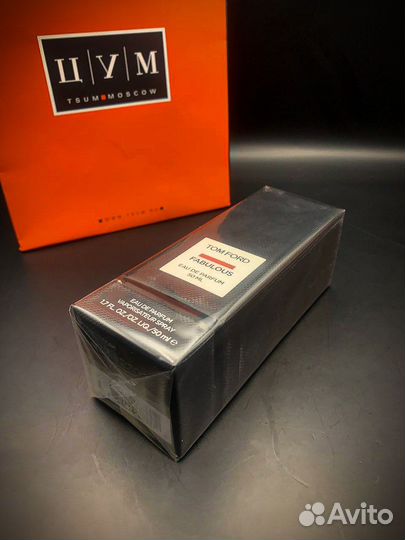 Ц|У|М
TSUM MOSCOW
TOM FORD
FABULOUS
EAU DE PARFUM
50 ML
EAU DE PARFUM
VAPORISATEUR SPRAY
1.7 FL. OZ./OZ. LIQ./50 ml e
Avito